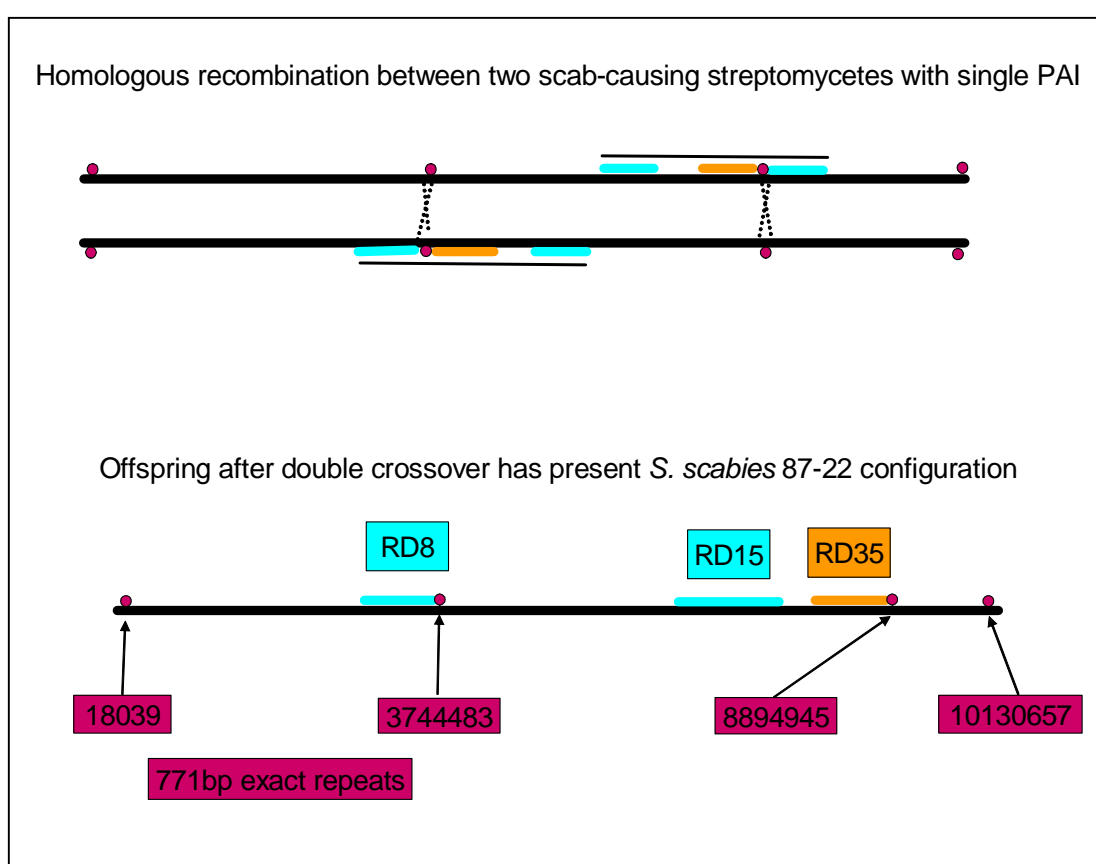 Homologous recombination between two scab-causing streptomycetes with single PAI
Offspring after double crossover has present S. scabies 87-22 configuration
RD8
RD15
RD35
18039
3744483
8894945
10130657
771bp exact repeats